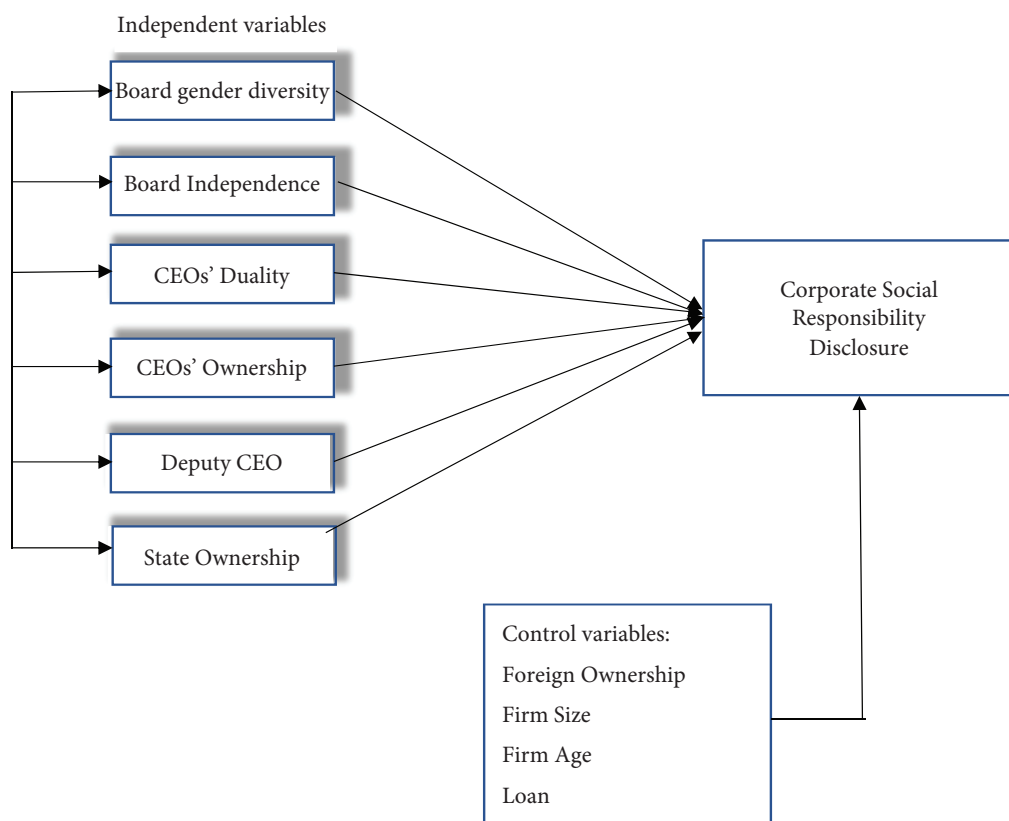 Independent variables
Board gender diversity
Board Independence
CEOs’ Duality
CEOs’ Ownership
Deputy CEO
State Ownership
Corporate Social
Responsibility
Disclosure
Control variables:
Foreign Ownership
Firm Size
Firm Age
Loan